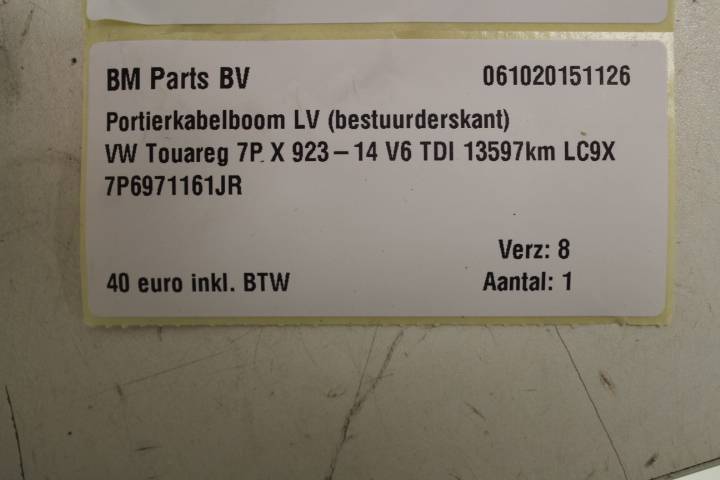 BM Parts BV 061020151126
Portierkabelboom LV (bestuurderskant)
VW Touareg 7P X 923-14 V6 TDI 13597km LC9X
7P6971161JR
Verz: 8
40 euro inkl. BTW Aantal: 1